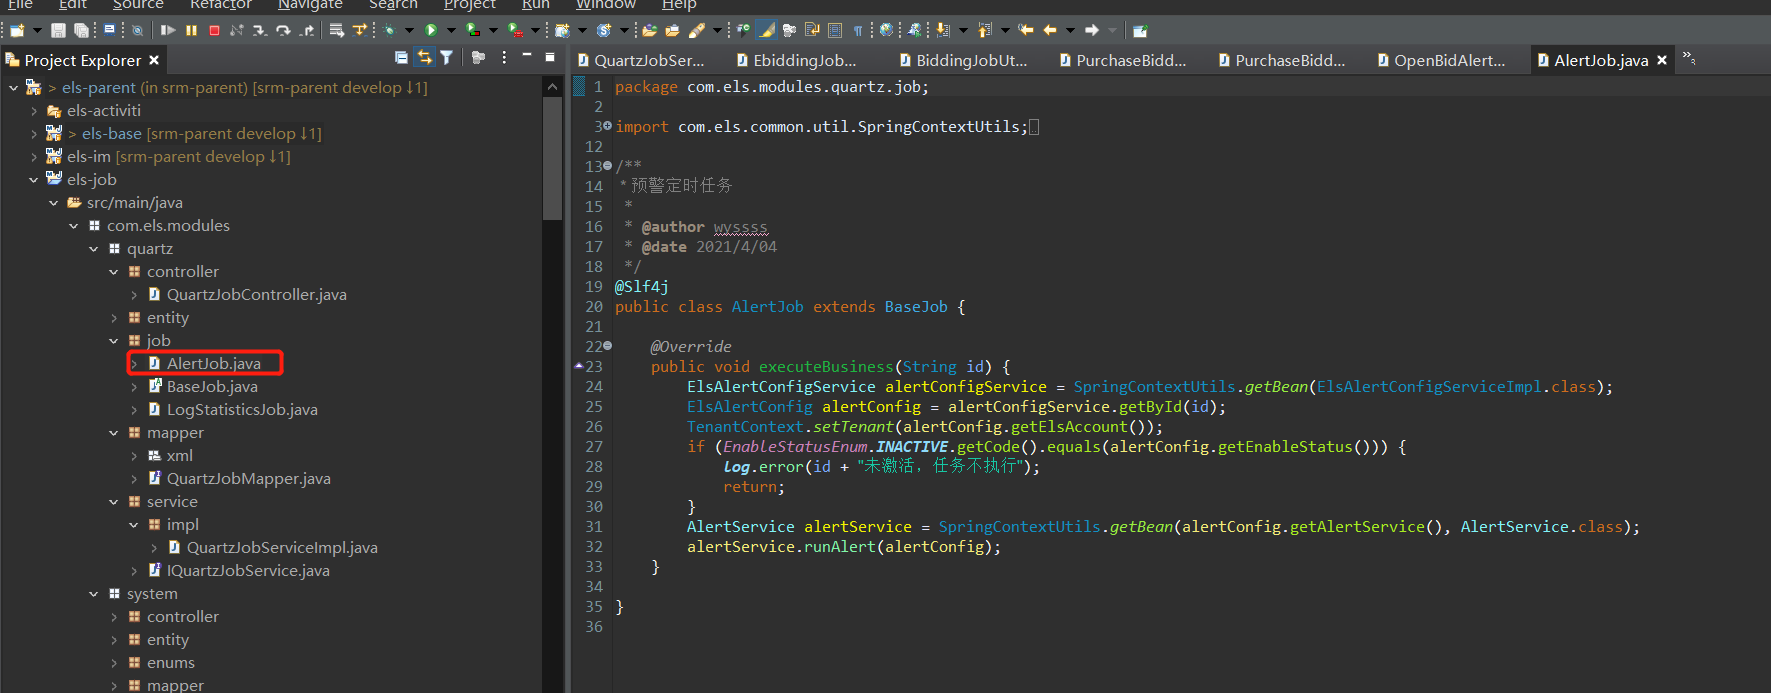 File Edit Source Refactor Navigate Search Project Run Window Help
Project Explorer
> els-parent (in srm-parent) [srm-parent develop ↓1]
els-activiti
> els-base [srm-parent develop ↓1]
els-im [srm-parent develop ↓1]
els-job
src/main/java
com.els.modules
quartz
controller
QuartzJobController.java
entity
job
AlertJob.java
BaseJob.java
LogStatisticsJob.java
mapper
xml
QuartzJobMapper.java
service
impl
QuartzJobServiceImpl.java
IQuartzJobService.java
system
controller
entity
enums
mapper
QuartzJobSer... EbiddingJob... BiddingJobUt... PurchaseBidd... PurchaseBidd... OpenBidAlert... AlertJob.java
1 package com.els.modules.quartz.job;
2
3 import com.els.common.util.SpringContextUtils;
12
13 /**
14 * 预警定时任务
15 *
16 * @author wyssss
17 * @date 2021/4/04
18 */
19 @Slf4j
20 public class AlertJob extends BaseJob {
21
22 @Override
23 public void executeBusiness(String id) {
24 ElsAlertConfigService alertConfigService = SpringContextUtils.getBean(ElsAlertConfigServiceImpl.class);
25 ElsAlertConfig alertConfig = alertConfigService.getById(id);
26 TenantContext.setTenant(alertConfig.getElsAccount());
27 if (EnableStatusEnum.INACTIVE.getCode().equals(alertConfig.getEnableStatus())) {
28 log.error(id + "未激活，任务不执行");
29 return;
30 }
31 AlertService alertService = SpringContextUtils.getBean(alertConfig.getAlertService(), AlertService.class);
32 alertService.runAlert(alertConfig);
33 }
34
35 }
36